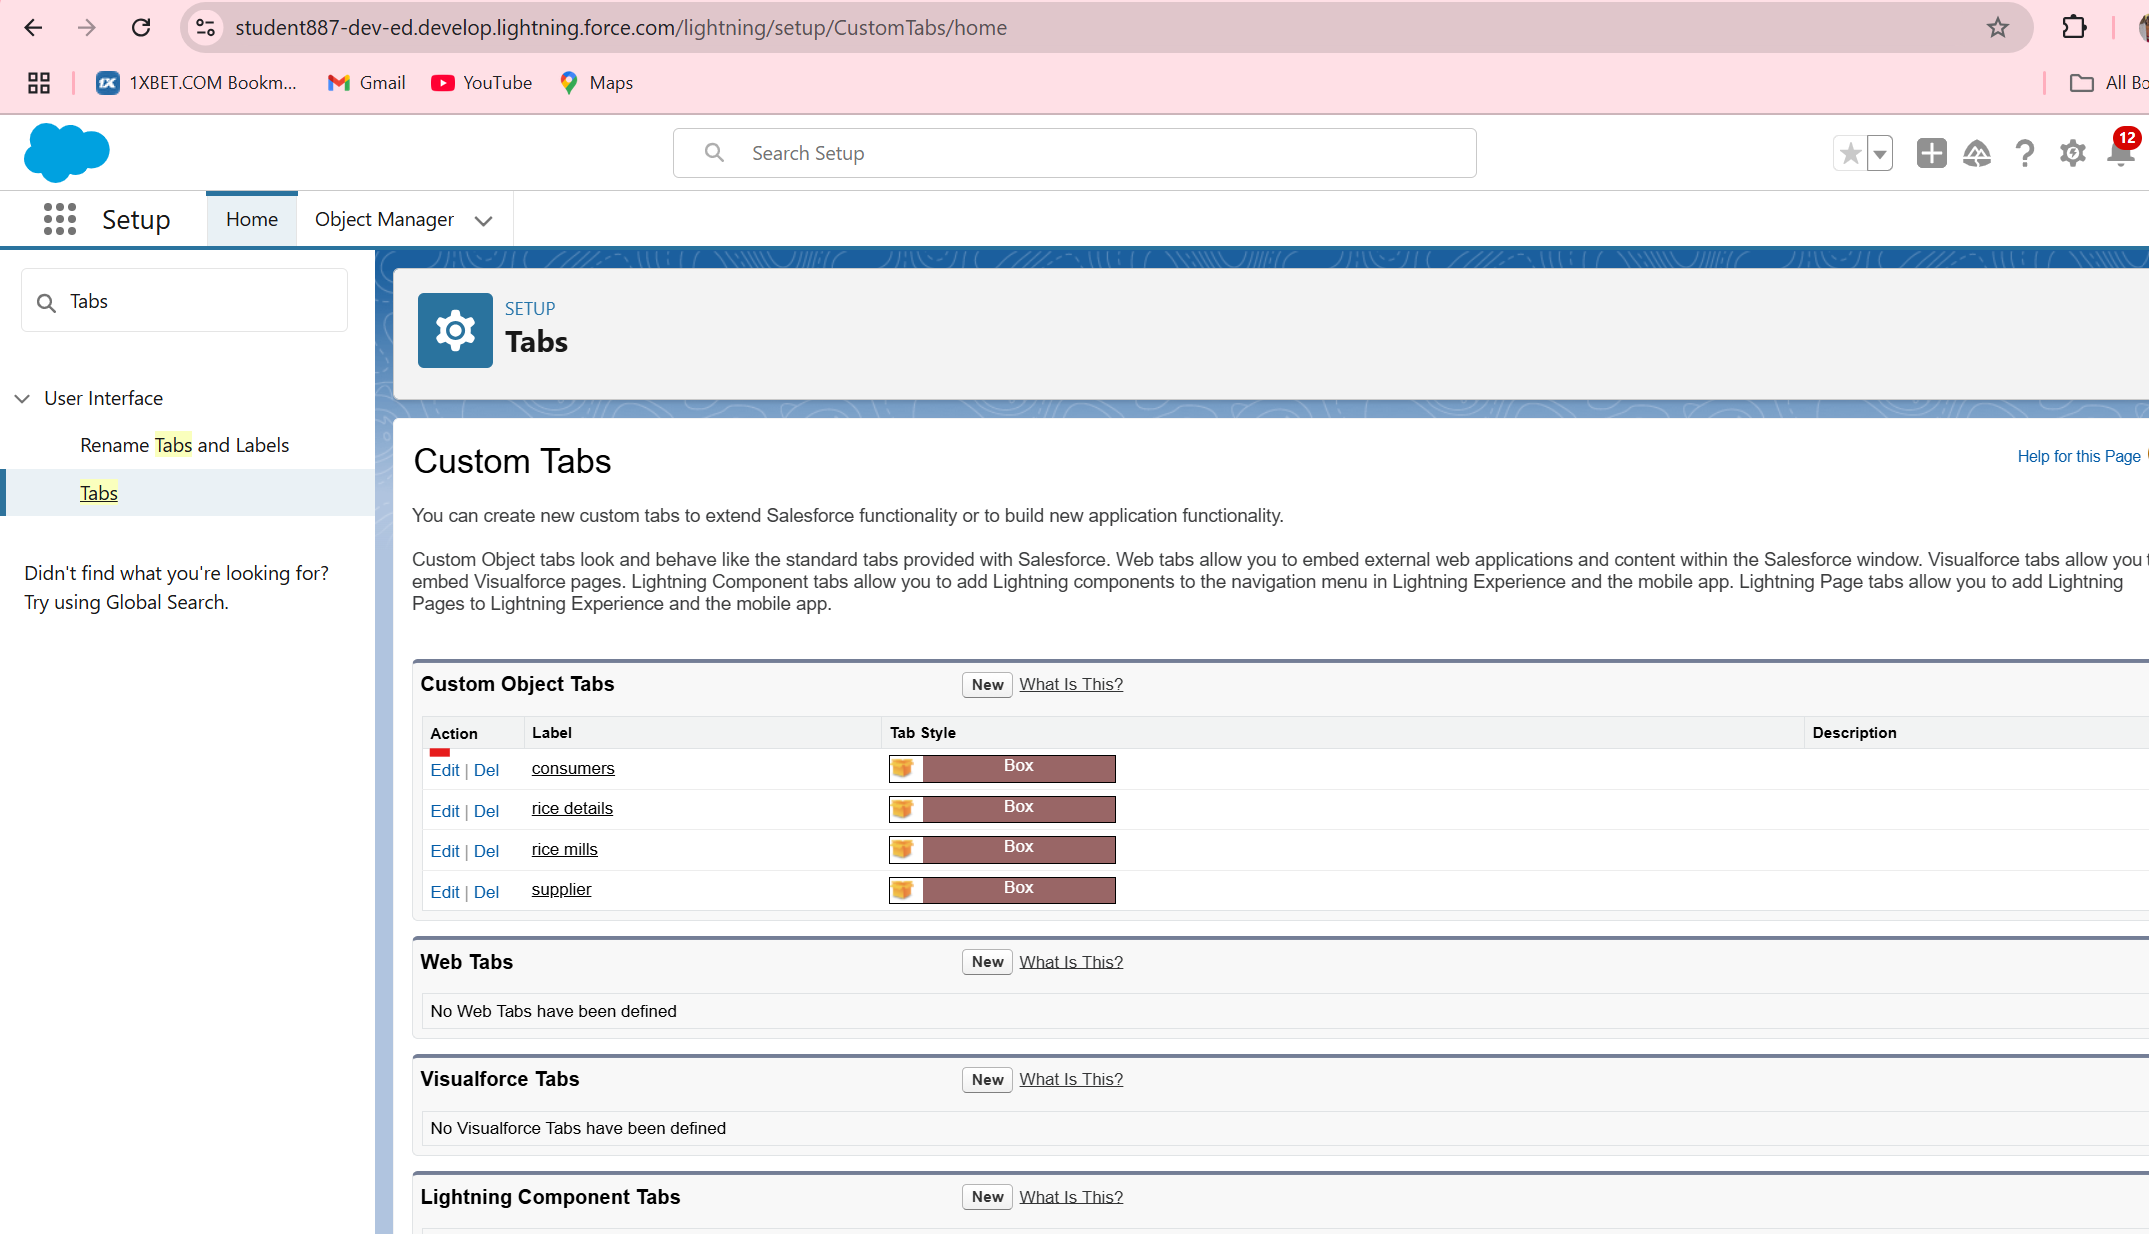 student887-dev-ed.develop.lightning.force.com/lightning/setup/CustomTabs/home
1XBET.COM Bookm... Gmail YouTube Maps All Bo
Search Setup
12
Setup Home Object Manager
Tabs
User Interface
Rename Tabs and Labels
Tabs
Didn't find what you're looking for?
Try using Global Search.
SETUP
Tabs
Custom Tabs
Help for this Page
You can create new custom tabs to extend Salesforce functionality or to build new application functionality.
Custom Object tabs look and behave like the standard tabs provided with Salesforce. Web tabs allow you to embed external web applications and content within the Salesforce window. Visualforce tabs allow you t
embed Visualforce pages. Lightning Component tabs allow you to add Lightning components to the navigation menu in Lightning Experience and the mobile app. Lightning Page tabs allow you to add Lightning
Pages to Lightning Experience and the mobile app.
Custom Object Tabs New What Is This?
Action Label Tab Style Description
Edit | Del consumers Box
Edit | Del rice details Box
Edit | Del rice mills Box
Edit | Del supplier Box
Web Tabs New What Is This?
No Web Tabs have been defined
Visualforce Tabs New What Is This?
No Visualforce Tabs have been defined
Lightning Component Tabs New What Is This?